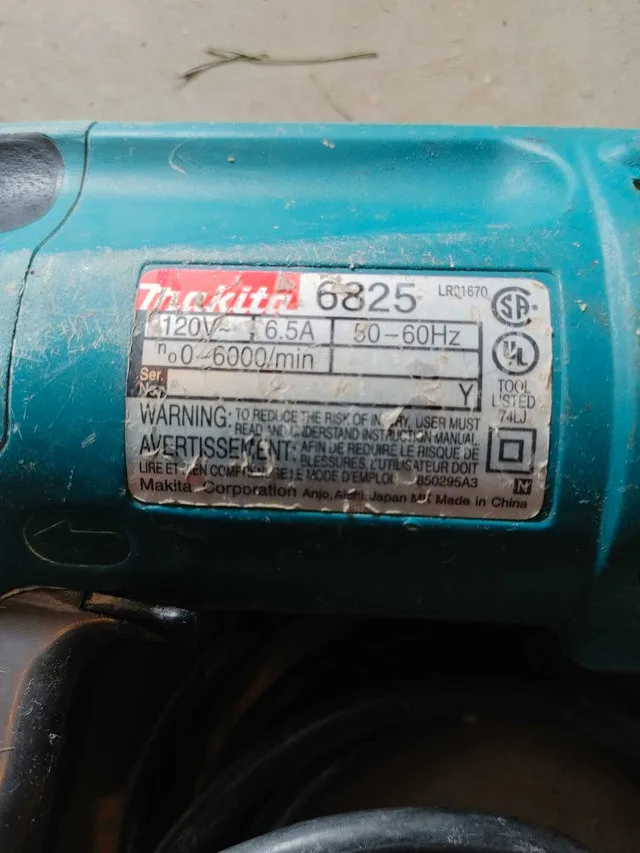 Makita 6825 LR01670
120V~ 6.5A 50-60Hz
n₀0-6000/min
Ser.
No. Y
TOOL
LISTED
74LJ
WARNING: TO REDUCE THE RISK OF INJURY, USER MUST
READ AND UNDERSTAND INSTRUCTION MANUAL.
AVERTISSEMENT: AFIN DE REDUIRE LE RISQUE DE
BLESSURES, L'UTILISATEUR DOIT
LIRE ET BIEN COMPRENDRE LE MODE D'EMPLOI. 850295A3
Makita Corporation Anjo, Aichi, Japan Made in China